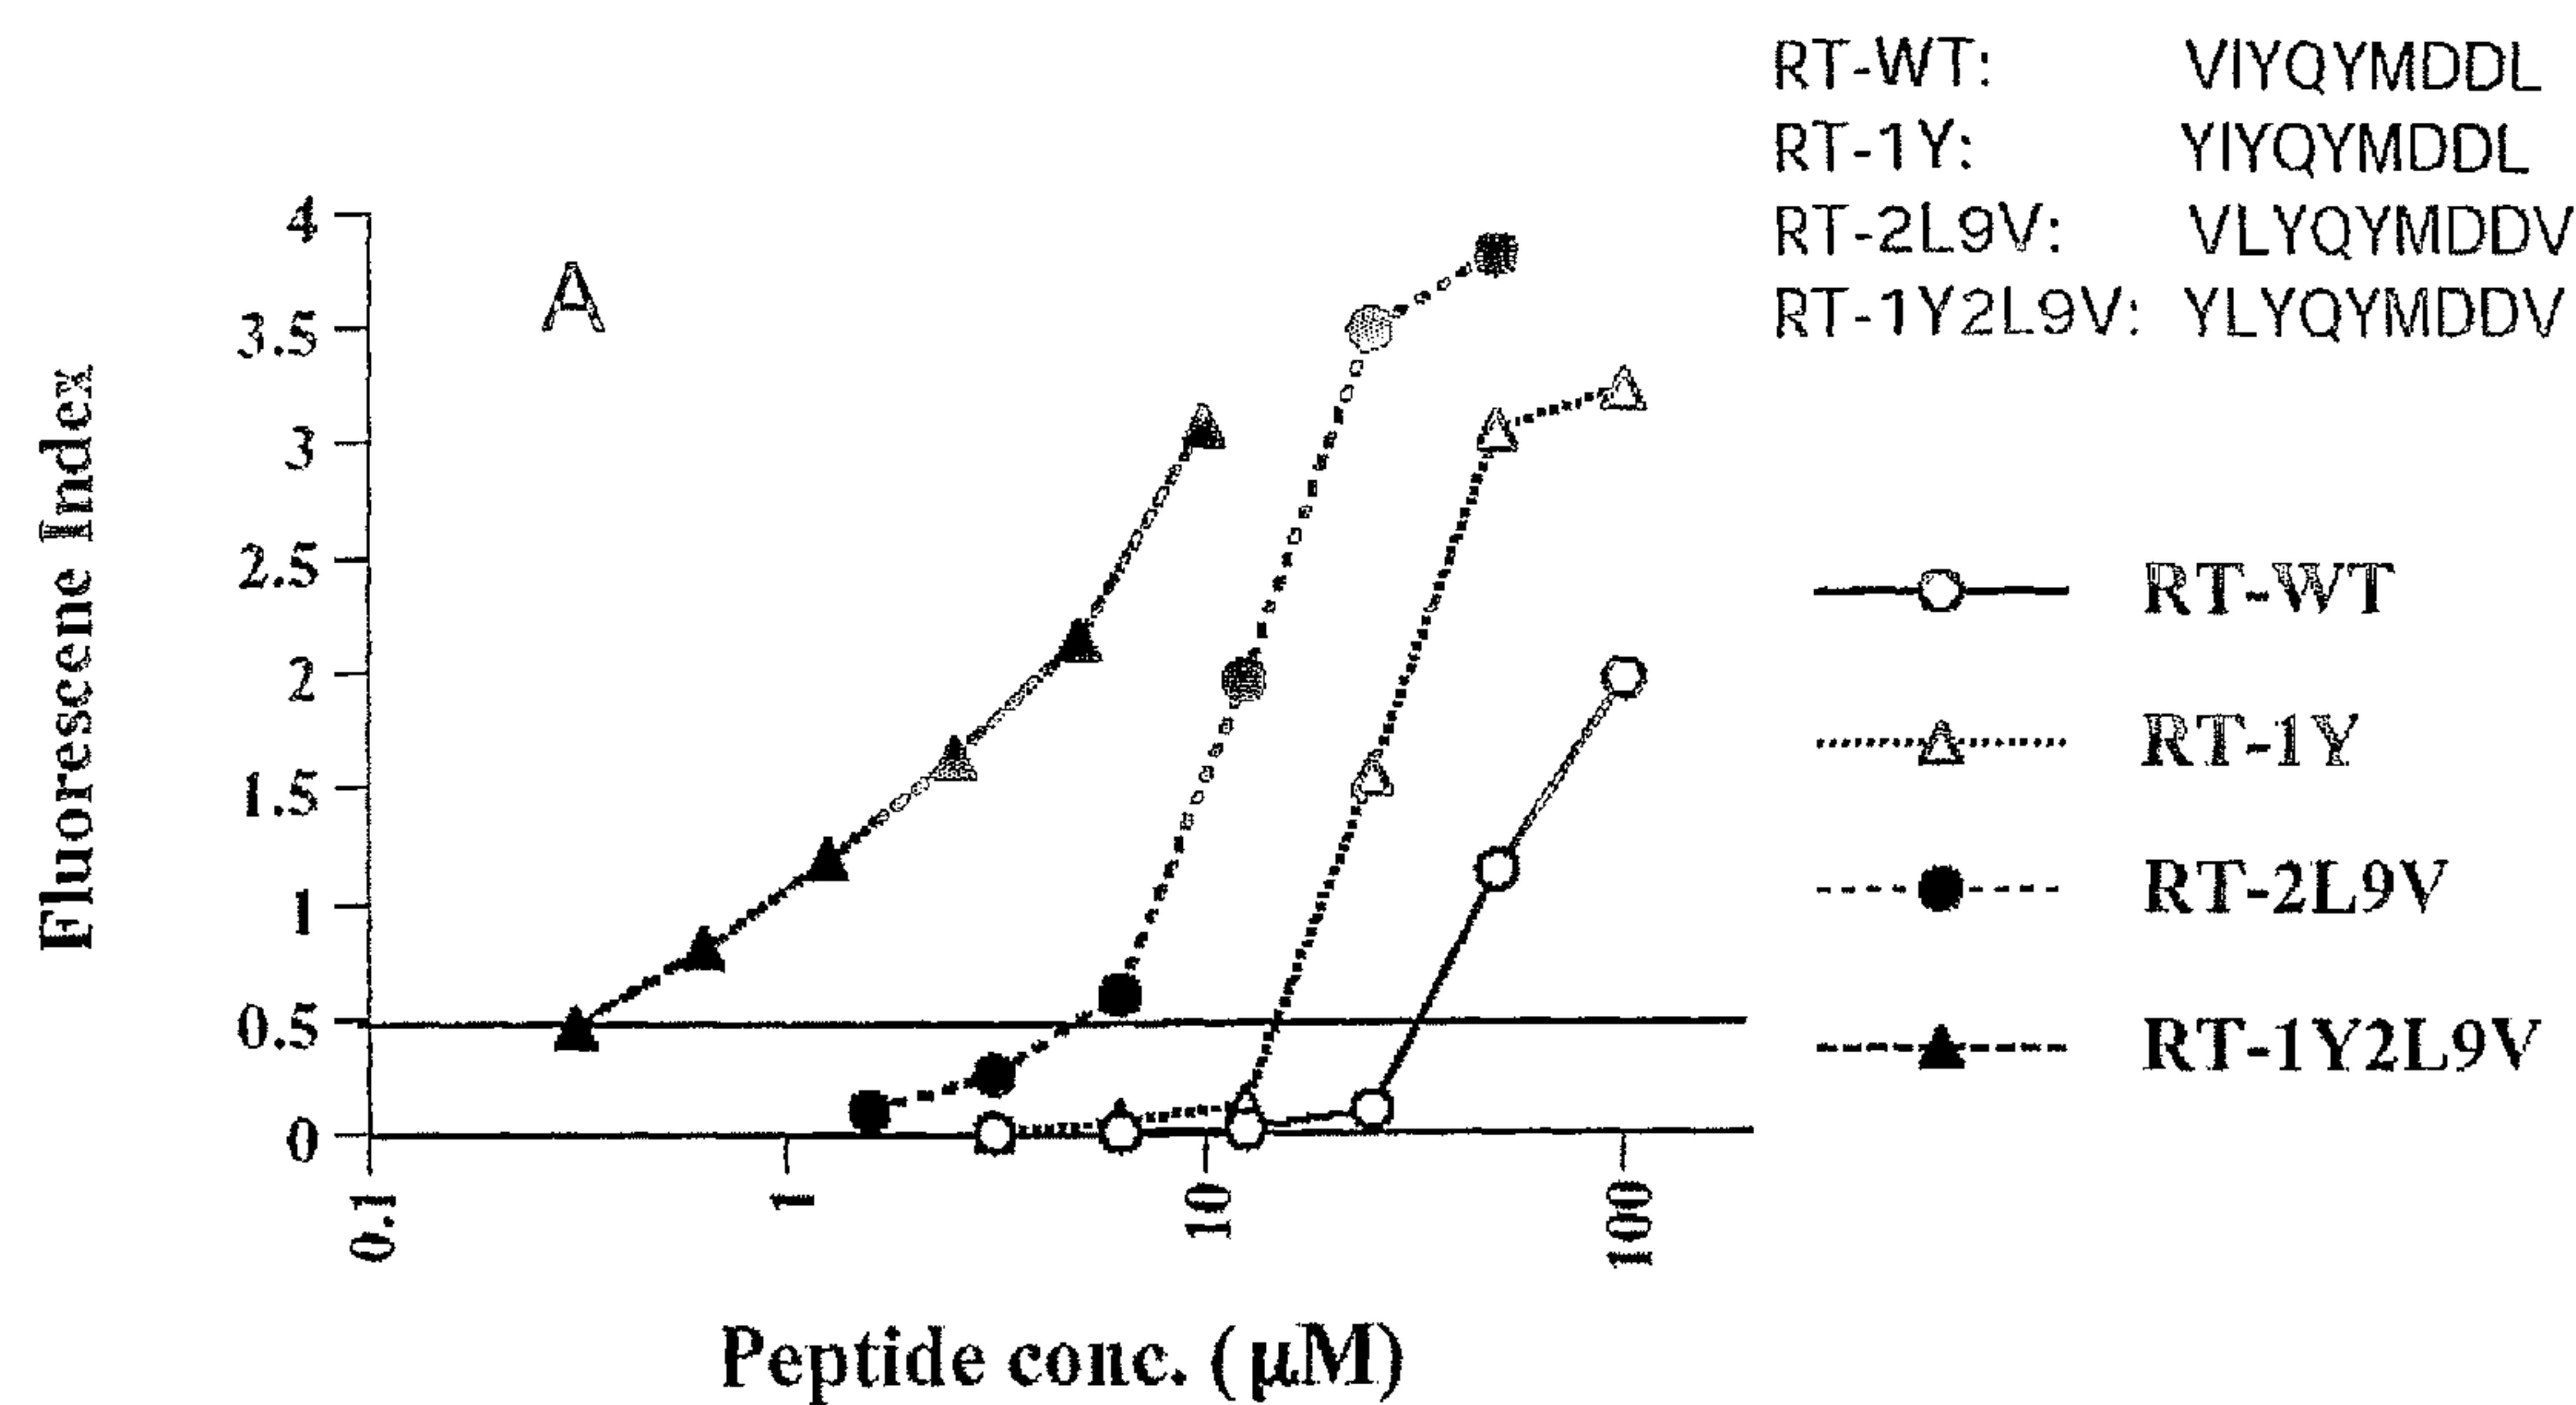 RT-WT: VIYQYMDDL
RT-1Y: YIYQYMDDL
RT-2L9V: VLYQYMDDV
RT-1Y2L9V: YLYQYMDDV
A
Fluorescene Index
4
3.5
3
2.5
2
1.5
1
0.5
0
0.1
1
10
100
Peptide conc. (μM)
RT-WT
RT-1Y
RT-2L9V
RT-1Y2L9V